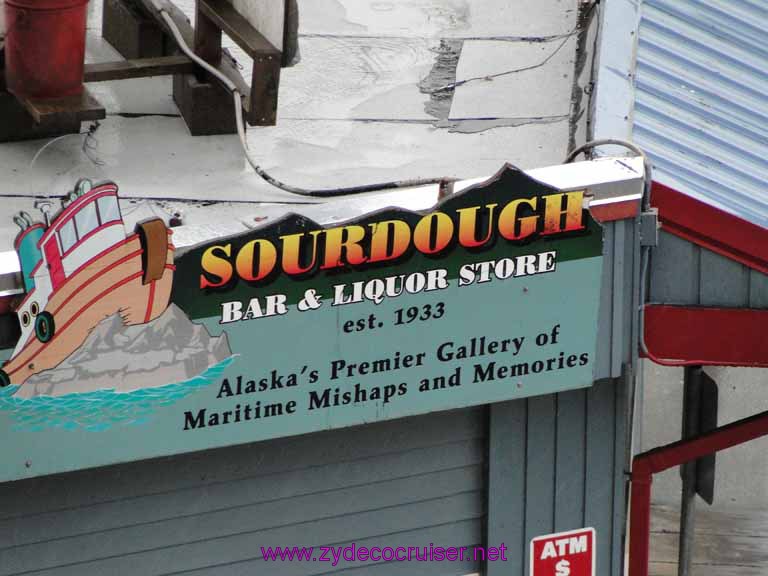 SOURDOUGH
BAR & LIQUOR STORE
est. 1933
Alaska's Premier Gallery of
Maritime Mishaps and Memories
ATM
$
www.zydecocruiser.net